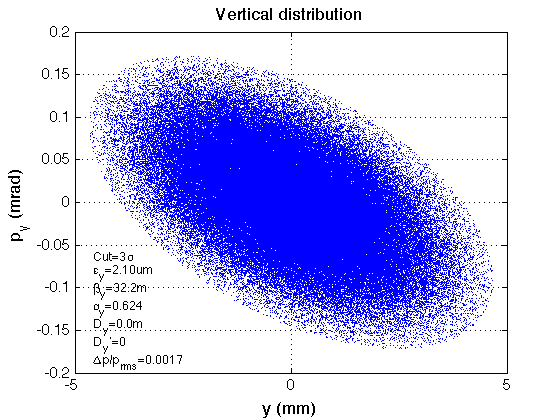 Vertical distribution
0.2
0.15
0.1
0.05
0
-0.05
-0.1
-0.15
-0.2
p_y (mrad)
Cut=3σ
ε_y=2.10um
β_y=32.2m
α_y=0.624
D_y=0.0m
D_y'=0
Δp/p_rms=0.0017
-5 0 5
y (mm)